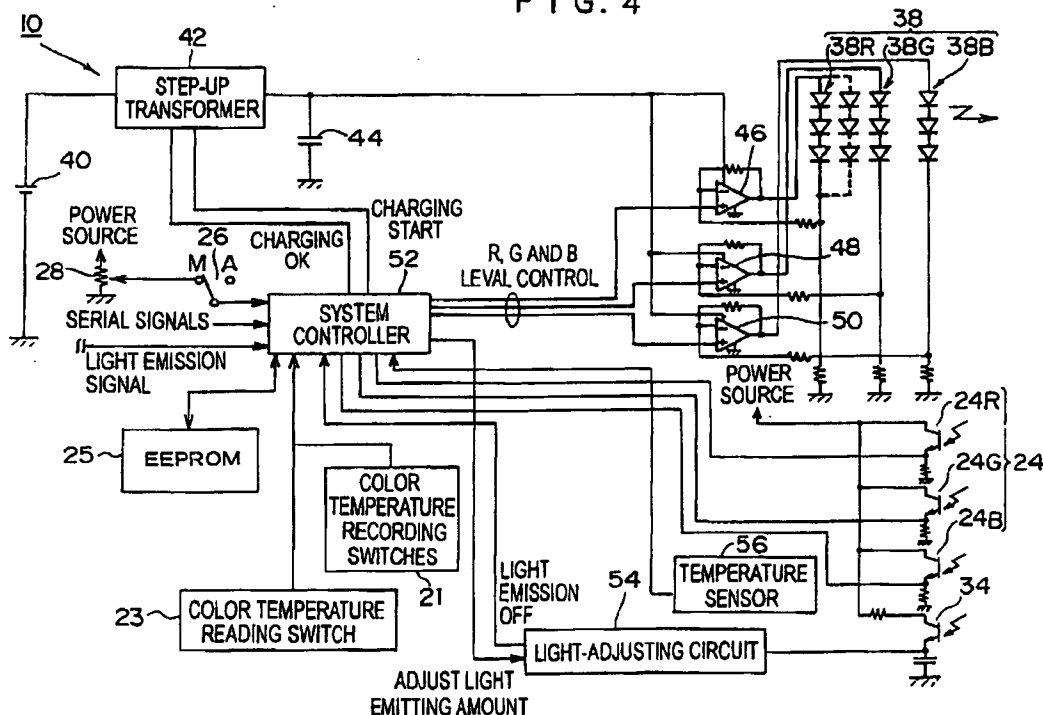 FIG. 4
10
42
STEP-UP
TRANSFORMER
44
40
38
38R 38G 38B
46
48
50
POWER
SOURCE
28
26
M A
CHARGING
OK
CHARGING
START
52
R, G AND B
LEVAL CONTROL
SERIAL SIGNALS
LIGHT EMISSION
SIGNAL
SYSTEM
CONTROLLER
POWER
SOURCE
24R
24G
24
24B
34
25
EEPROM
COLOR
TEMPERATURE
RECORDING
SWITCHES
21
23
COLOR TEMPERATURE
READING SWITCH
LIGHT
EMISSION
OFF
54
56
TEMPERATURE
SENSOR
LIGHT-ADJUSTING CIRCUIT
ADJUST LIGHT
EMITTING AMOUNT